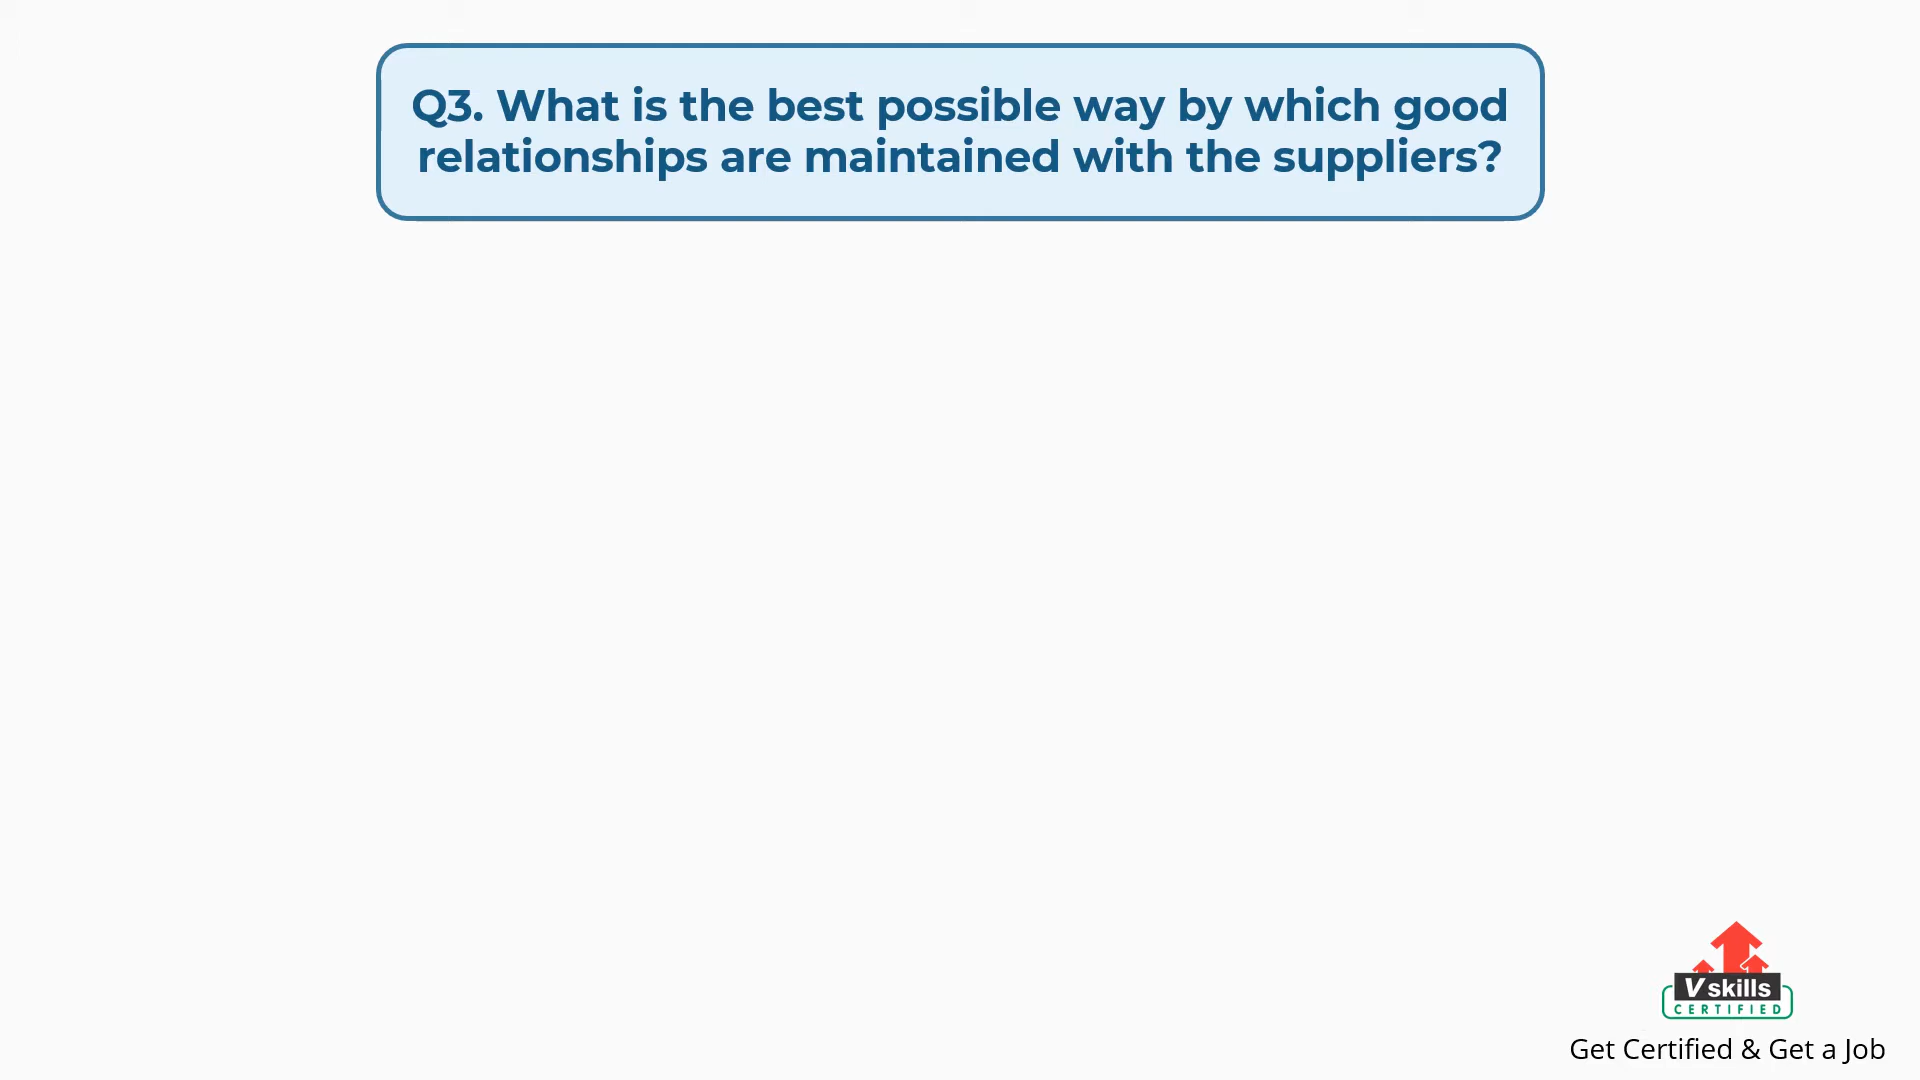 Q3. What is the best possible way by which good
relationships are maintained with the suppliers?
Vskills
CERTIFIED
Get Certified & Get a Job